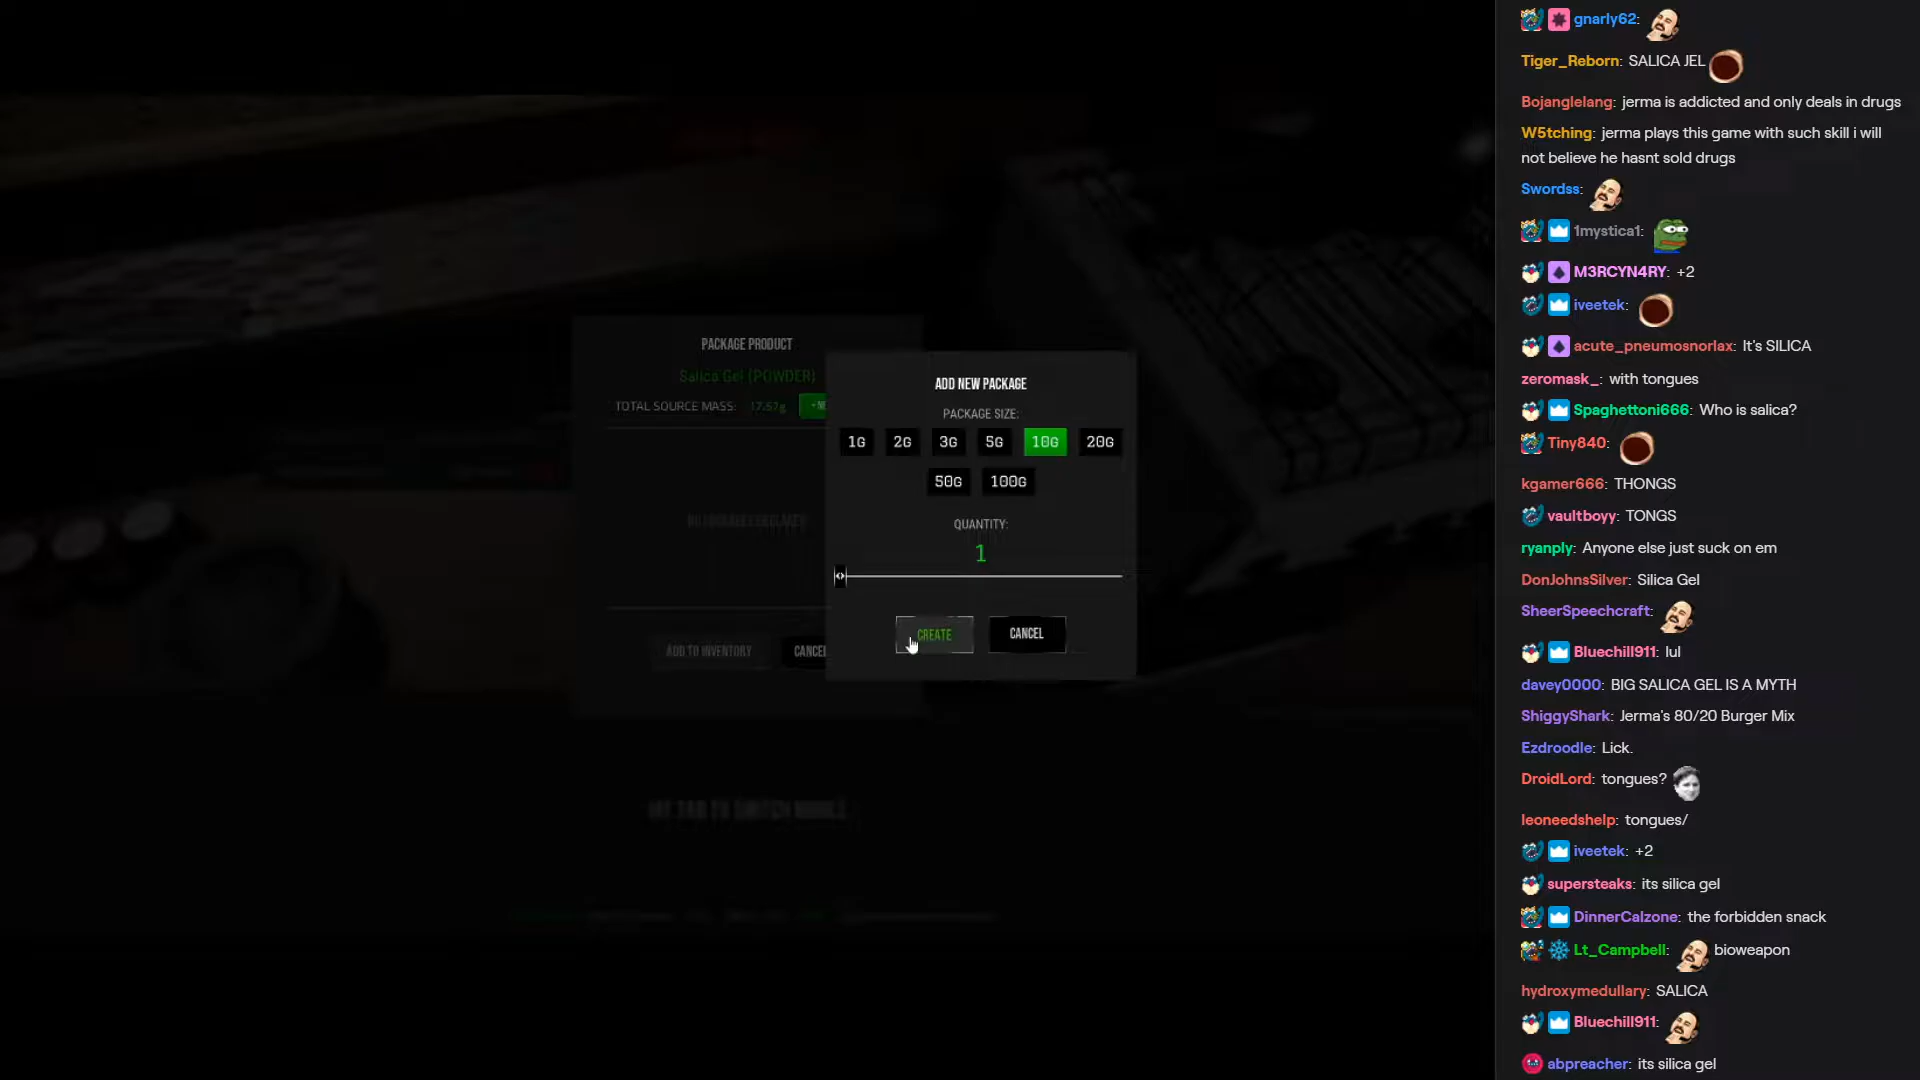 PACKAGE PRODUCT
Salica Gel (POWDER)
TOTAL SOURCE MASS: 17.57g
ADD TO INVENTORY
CANCEL
HIT TAB TO SWITCH MODULE
ADD NEW PACKAGE
PACKAGE SIZE:
1G 2G 3G 5G 10G 20G
50G 100G
QUANTITY:
1
CREATE CANCEL
gnarly62:
Tiger_Reborn: SALICA JEL
Bojanglelang: jerma is addicted and only deals in drugs
W5tching: jerma plays this game with such skill i will
not believe he hasnt sold drugs
Swordss:
1mystica1:
M3RCYN4RY: +2
iveetek:
acute_pneumosnorlax: It's SILICA
zeromask_: with tongues
Spaghettoni666: Who is salica?
Tiny840:
kgamer666: THONGS
vaultboyy: TONGS
ryanply: Anyone else just suck on em
DonJohnsSilver: Silica Gel
SheerSpeechcraft:
Bluechill911: lul
davey0000: BIG SALICA GEL IS A MYTH
ShiggyShark: Jerma's 80/20 Burger Mix
Ezdroodle: Lick.
DroidLord: tongues?
leoneedshelp: tongues/
iveetek: +2
supersteaks: its silica gel
DinnerCalzone: the forbidden snack
Lt_Campbell: bioweapon
hydroxymedullary: SALICA
Bluechill911:
abpreacher: its silica gel